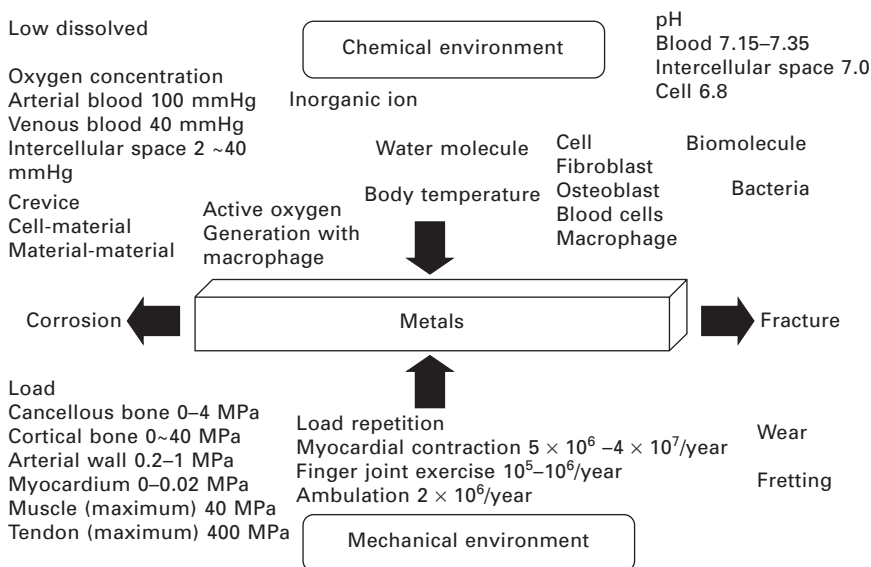 Low dissolved
Oxygen concentration
Arterial blood 100 mmHg
Venous blood 40 mmHg
Intercellular space 2 ~40
mmHg
Crevice
Cell-material
Material-material
Chemical environment
Inorganic ion
Water molecule
Body temperature
Active oxygen
Generation with
macrophage
pH
Blood 7.15–7.35
Intercellular space 7.0
Cell 6.8
Cell
Fibroblast
Osteoblast
Blood cells
Macrophage
Biomolecule
Bacteria
Corrosion
Metals
Fracture
Load
Cancellous bone 0–4 MPa
Cortical bone 0~40 MPa
Arterial wall 0.2–1 MPa
Myocardium 0–0.02 MPa
Muscle (maximum) 40 MPa
Tendon (maximum) 400 MPa
Load repetition
Myocardial contraction 5 × 10⁶ –4 × 10⁷/year
Finger joint exercise 10⁵–10⁶/year
Ambulation 2 × 10⁶/year
Wear
Fretting
Mechanical environment